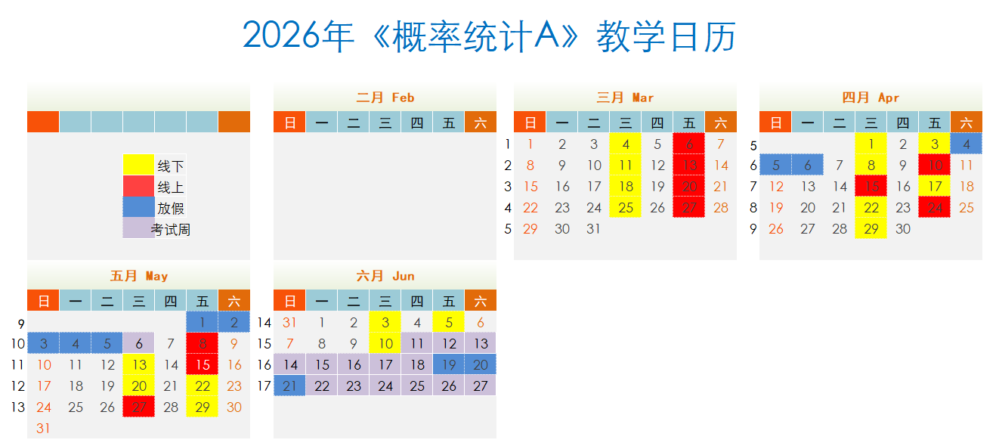 2026年《概率统计A》教学日历
线下
线上
放假
考试周
二月 Feb
日 一 二 三 四 五 六
三月 Mar
日 一 二 三 四 五 六
1 1 2 3 4 5 6 7
2 8 9 10 11 12 13 14
3 15 16 17 18 19 20 21
4 22 23 24 25 26 27 28
5 29 30 31
四月 Apr
日 一 二 三 四 五 六
5 1 2 3 4
6 5 6 7 8 9 10 11
7 12 13 14 15 16 17 18
8 19 20 21 22 23 24 25
9 26 27 28 29 30
五月 May
日 一 二 三 四 五 六
9 1 2
10 3 4 5 6 7 8 9
11 10 11 12 13 14 15 16
12 17 18 19 20 21 22 23
13 24 25 26 27 28 29 30
31
六月 Jun
日 一 二 三 四 五 六
14 31 1 2 3 4 5 6
15 7 8 9 10 11 12 13
16 14 15 16 17 18 19 20
17 21 22 23 24 25 26 27